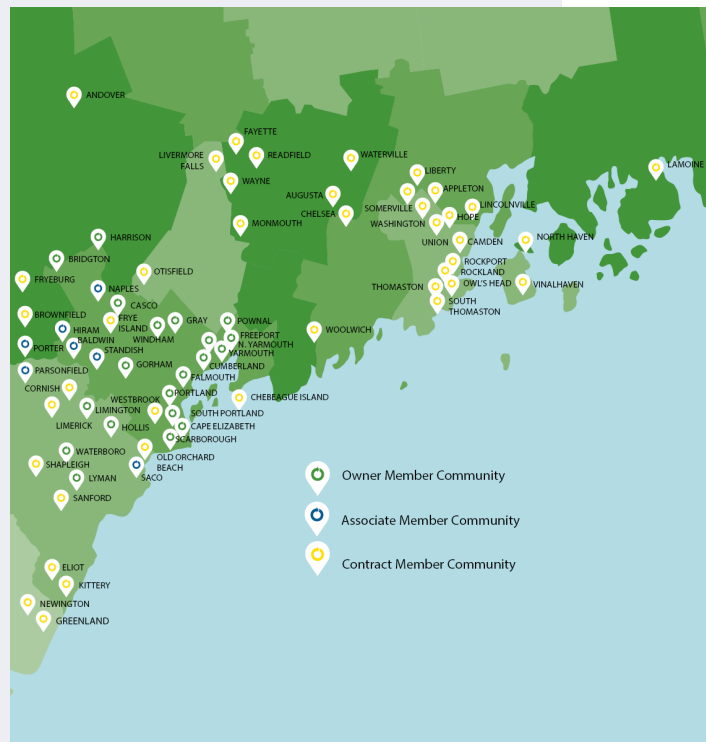 ANDOVER
FAYETTE
LIVERMORE
FALLS
READFIELD
WATERVILLE
WAYNE
LIBERTY
LAMOINE
AUGUSTA
APPLETON
CHELSEA
SOMERVILLE
LINCOLNVILLE
MONMOUTH
WASHINGTON
HOPE
HARRISON
UNION
CAMDEN
NORTH HAVEN
BRIDGTON
OTISFIELD
ROCKPORT
ROCKLAND
FRYEBURG
NAPLES
THOMASTON
OWL'S HEAD
VINALHAVEN
CASCO
SOUTH
THOMASTON
BROWNFIELD
FRYE
ISLAND
GRAY
POWNAL
HIRAM
WINDHAM
WOOLWICH
BALDWIN
FREEPORT
PORTER
STANDISH
N. YARMOUTH
YARMOUTH
PARSONFIELD
GORHAM
CUMBERLAND
FALMOUTH
CORNISH
WESTBROOK
PORTLAND
CHEBEAGUE ISLAND
LIMINGTON
SOUTH PORTLAND
LIMERICK
HOLLIS
CAPE ELIZABETH
SCARBOROUGH
WATERBORO
OLD ORCHARD
BEACH
SHAPLEIGH
SACO
LYMAN
SANFORD
Owner Member Community
Associate Member Community
Contract Member Community
ELIOT
KITTERY
NEWINGTON
GREENLAND